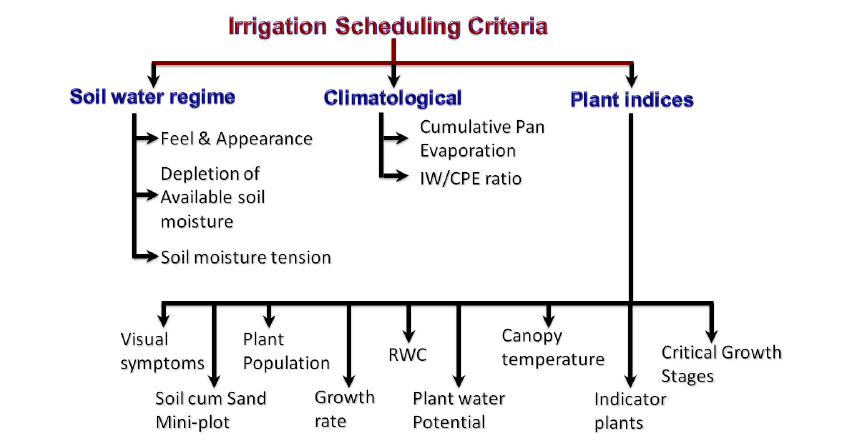 Irrigation Scheduling Criteria
Soil water regime
Feel & Appearance
Depletion of
Available soil
moisture
Soil moisture tension
Climatological
Cumulative Pan
Evaporation
IW/CPE ratio
Plant indices
Visual
symptoms
Soil cum Sand
Mini-plot
Plant
Population
Growth
rate
RWC
Plant water
Potential
Canopy
temperature
Indicator
plants
Critical Growth
Stages